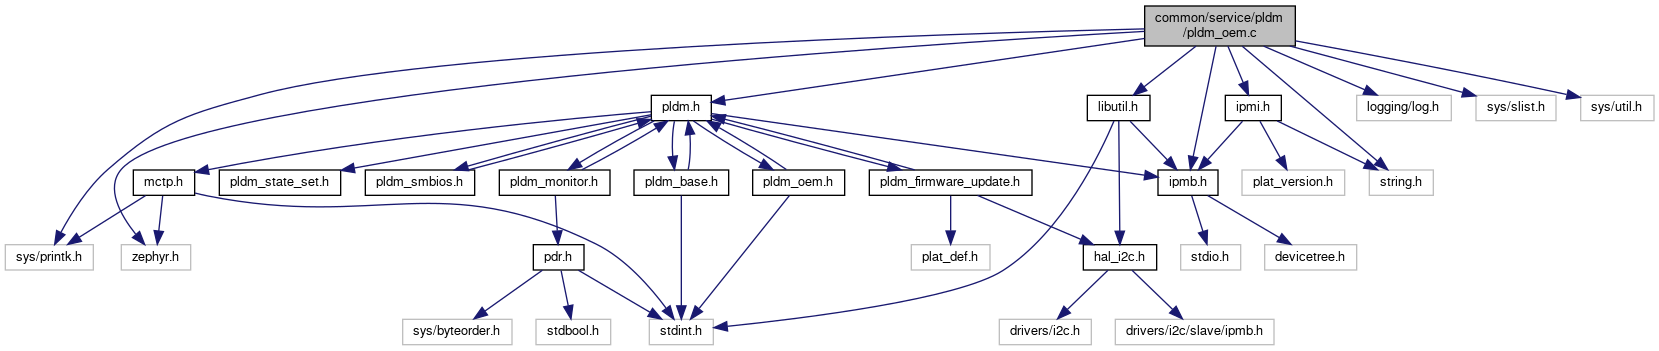 common/service/pldm
/pldm_oem.c
pldm.h
libutil.h
ipmi.h
logging/log.h
sys/slist.h
sys/util.h
mctp.h
pldm_state_set.h
pldm_smbios.h
pldm_monitor.h
pldm_base.h
pldm_oem.h
pldm_firmware_update.h
ipmb.h
plat_version.h
string.h
sys/printk.h
zephyr.h
pdr.h
plat_def.h
hal_i2c.h
stdio.h
devicetree.h
sys/byteorder.h
stdbool.h
stdint.h
drivers/i2c.h
drivers/i2c/slave/ipmb.h